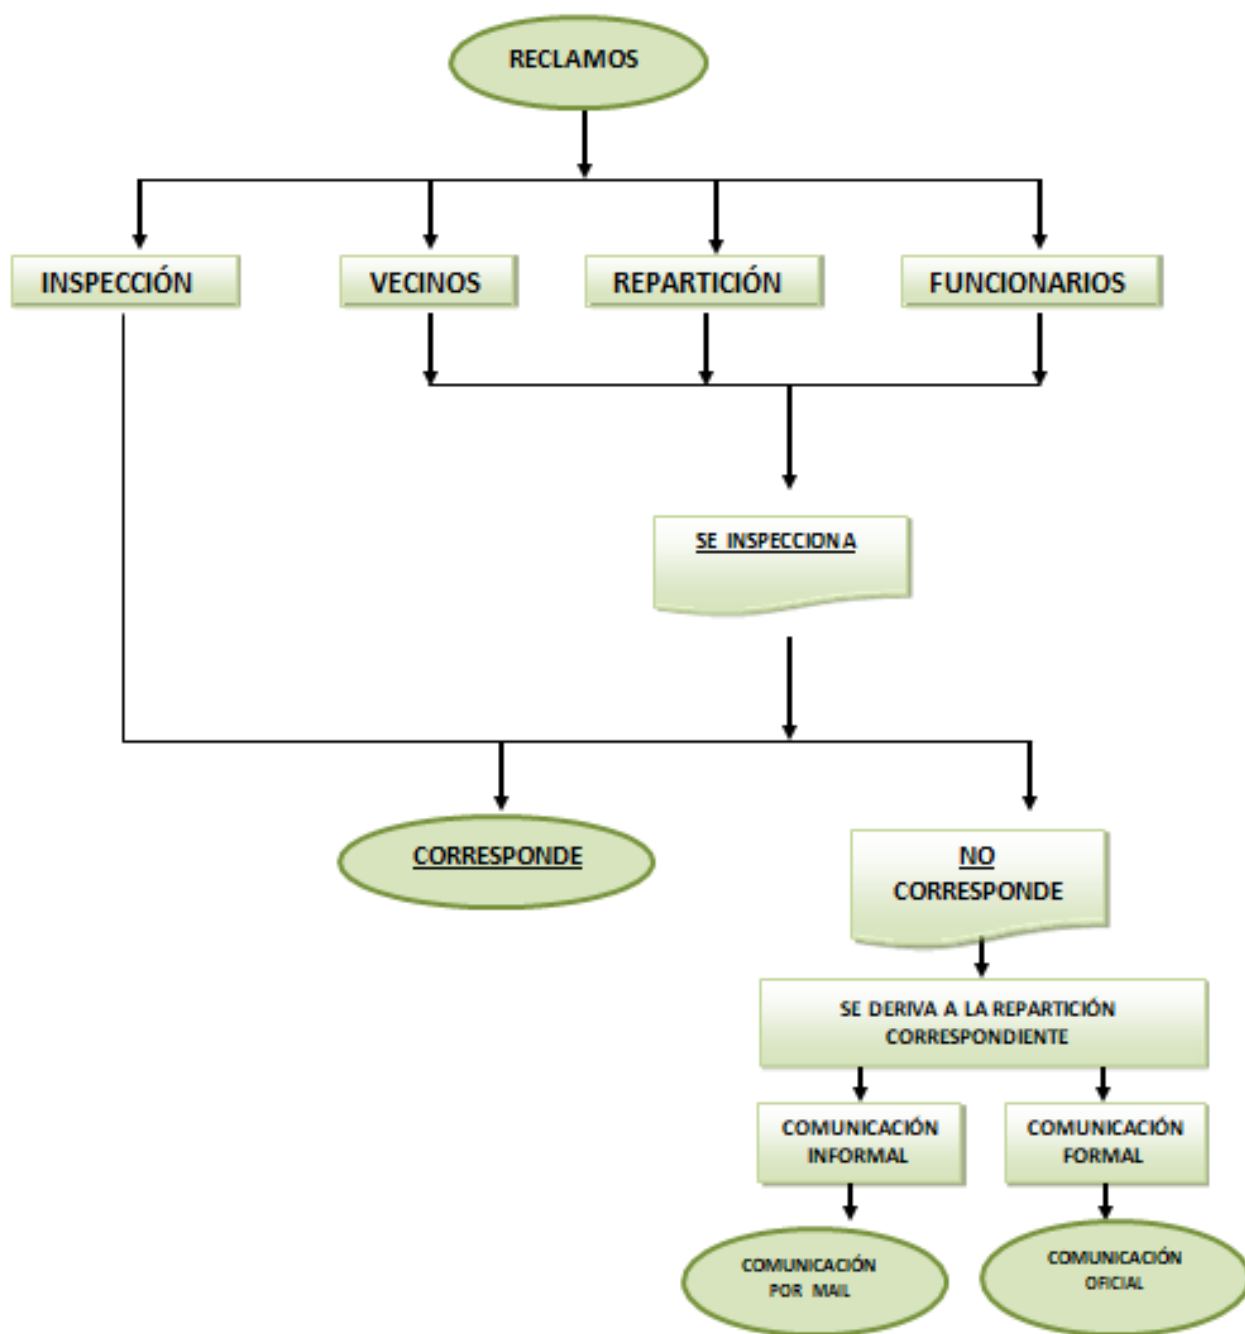 RECLAMOS
INSPECCIÓN
VECINOS
REPARTICIÓN
FUNCIONARIOS
SE INSPECCIONA
CORRESPONDE
NO
CORRESPONDE
SE DERIVA A LA REPARTICIÓN
CORRESPONDIENTE
COMUNICACIÓN
INFORMAL
COMUNICACIÓN
FORMAL
COMUNICACIÓN
POR MAIL
COMUNICACIÓN
OFICIAL